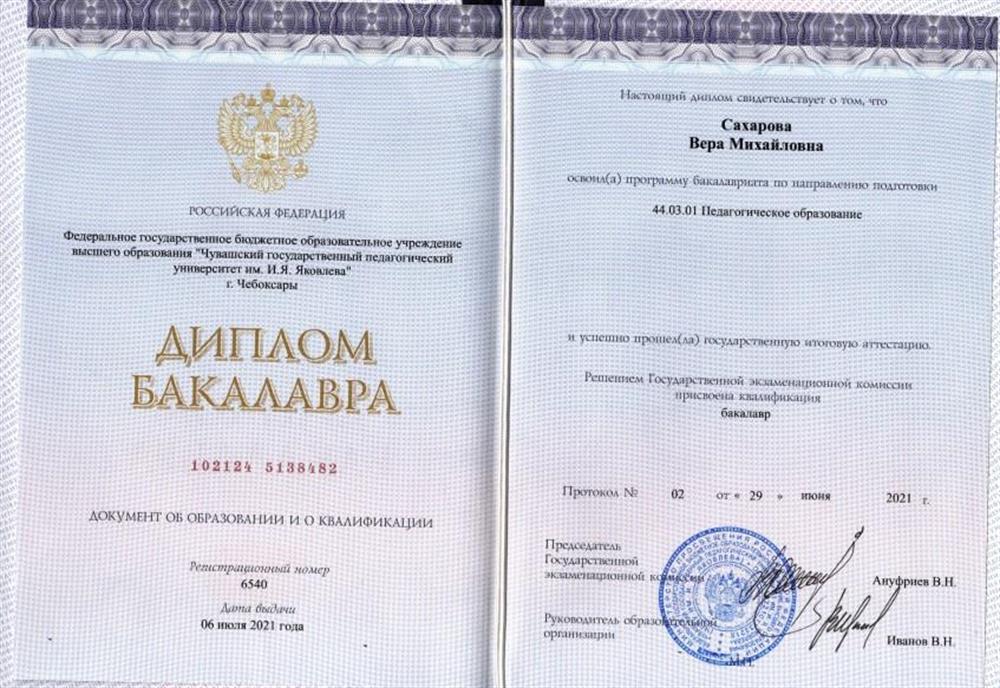 РОССИЙСКАЯ ФЕДЕРАЦИЯ
Федеральное государственное бюджетное образовательное учреждение
высшего образования "Чувашский государственный педагогический
университет им. И.Я. Яковлева"
г. Чебоксары
ДИПЛОМ
БАКАЛАВРА
102124 5138482
ДОКУМЕНТ ОБ ОБРАЗОВАНИИ И О КВАЛИФИКАЦИИ
Регистрационный номер
6540
Дата выдачи
06 июля 2021 года
Настоящий диплом свидетельствует о том, что
Сахарова
Вера Михайловна
освоил(а) программу бакалавриата по направлению подготовки
44.03.01 Педагогическое образование
и успешно прошел(ла) государственную итоговую аттестацию.
Решением Государственной экзаменационной комиссии
присвоена квалификация
бакалавр
Протокол № 02 от « 29 » июня 2021 г.
Председатель
Государственной
экзаменационной комиссии
Ануфриев В.Н.
Руководитель образовательной
организации
Иванов В.Н.
М.П.